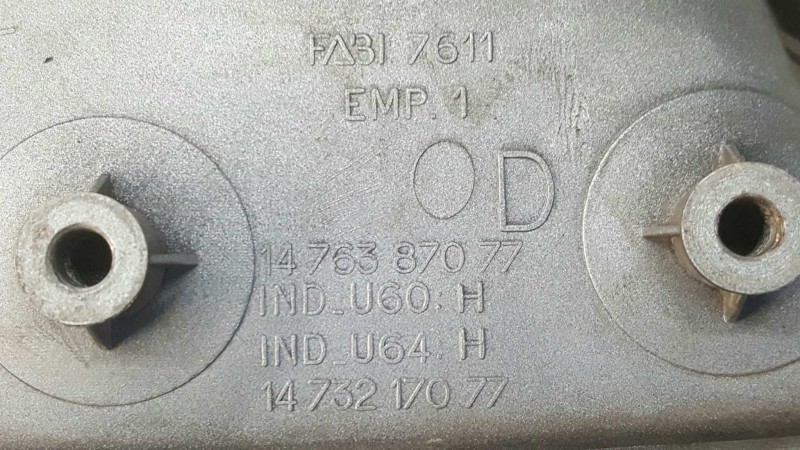 FABI 7611
EMP. 1
D
14 763 870 77
IND_U60: H
IND_U64: H
14 732 170 77